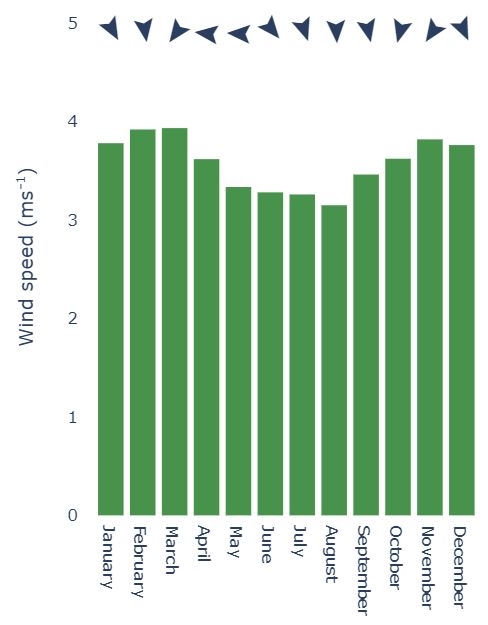 5
4
3
2
1
0
Wind speed (ms⁻¹)
January
February
March
April
May
June
July
August
September
October
November
December